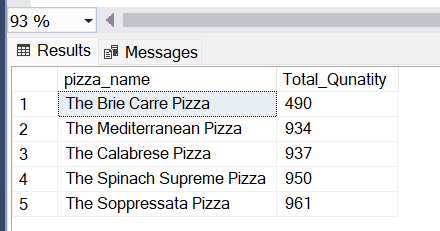 93 %
Results Messages
pizza_name Total_Qunatity
1 The Brie Carre Pizza 490
2 The Mediterranean Pizza 934
3 The Calabrese Pizza 937
4 The Spinach Supreme Pizza 950
5 The Soppressata Pizza 961